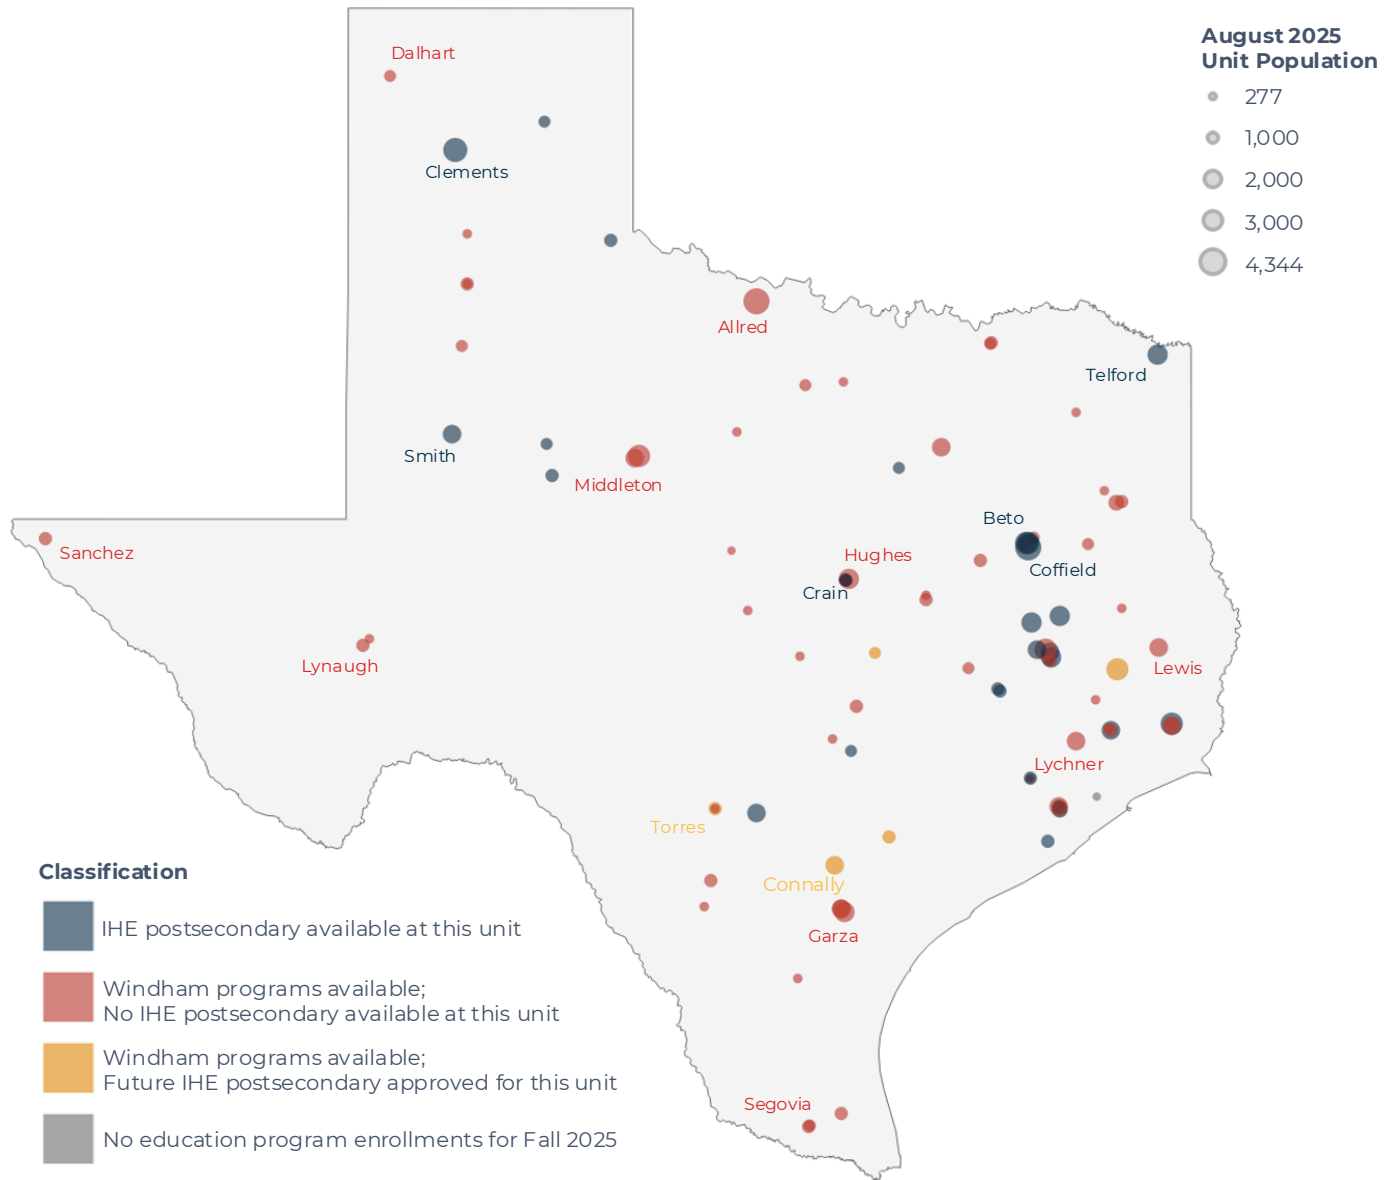 August 2025
Unit Population
277
1,000
2,000
3,000
4,344
Dalhart
Clements
Allred
Telford
Smith
Middleton
Beto
Sanchez
Hughes
Coffield
Crain
Lynaugh
Lewis
Lychner
Torres
Connally
Garza
Segovia
Classification
IHE postsecondary available at this unit
Windham programs available;
No IHE postsecondary available at this unit
Windham programs available;
Future IHE postsecondary approved for this unit
No education program enrollments for Fall 2025